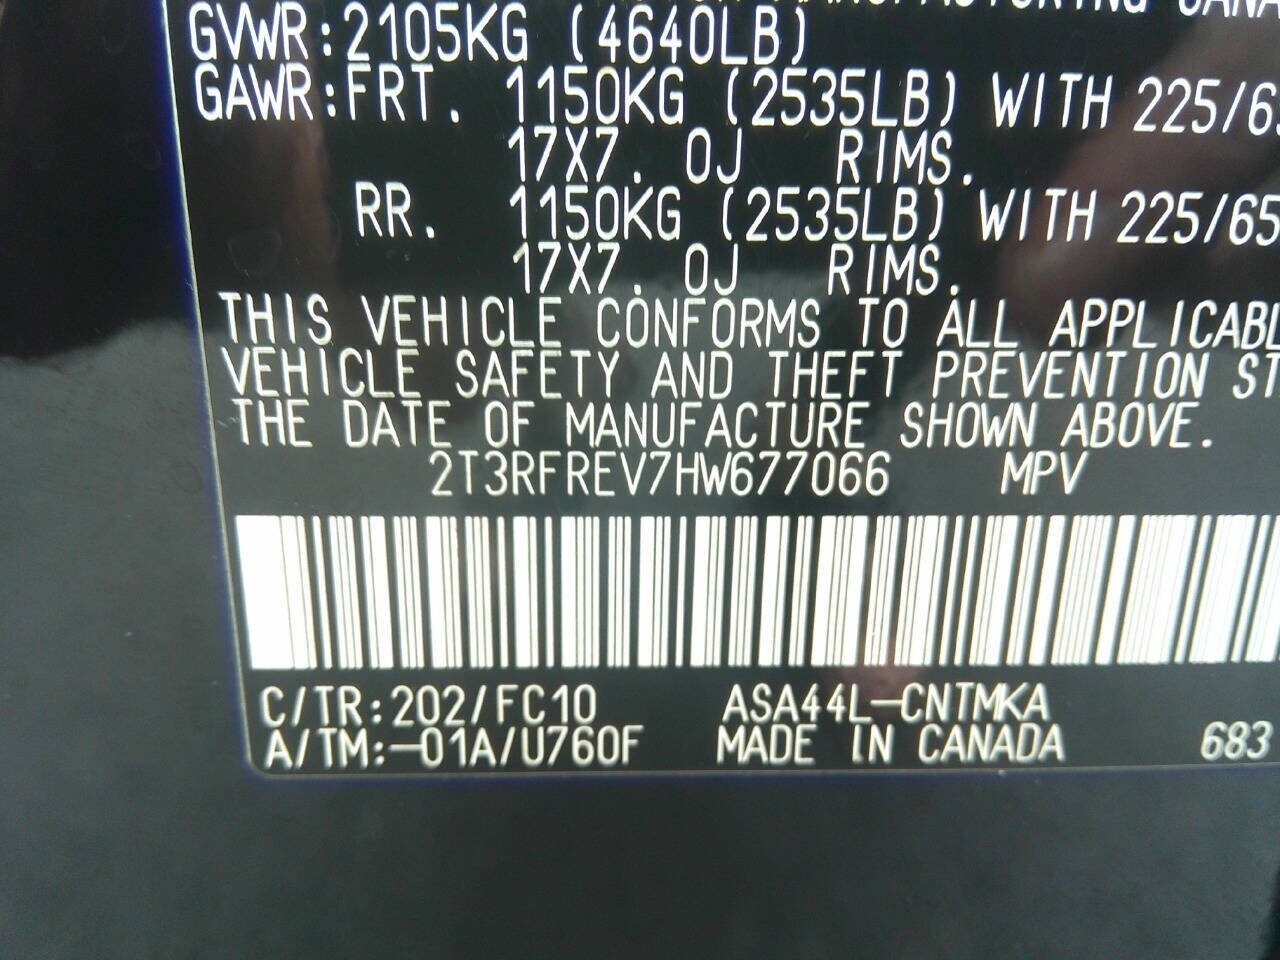 GVWR:2105KG (4640LB)
GAWR:FRT. 1150KG (2535LB) WITH 225/65
17X7.0J RIMS.
RR. 1150KG (2535LB) WITH 225/65
17X7.0J RIMS.
THIS VEHICLE CONFORMS TO ALL APPLICABL
VEHICLE SAFETY AND THEFT PREVENTION ST
THE DATE OF MANUFACTURE SHOWN ABOVE.
2T3RFREV7HW677066 MPV
C/TR:202/FC10 ASA44L-CNTMKA
A/TM:-01A/U760F MADE IN CANADA 683